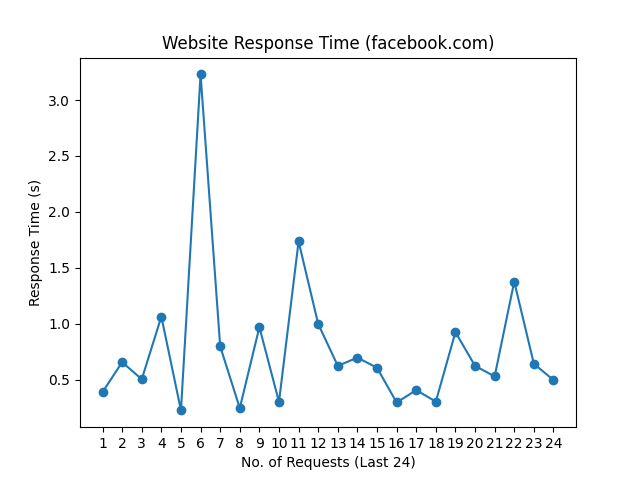 Website Response Time (facebook.com)
Response Time (s)
3.0
2.5
2.0
1.5
1.0
0.5
1 2 3 4 5 6 7 8 9 10 11 12 13 14 15 16 17 18 19 20 21 22 23 24
No. of Requests (Last 24)